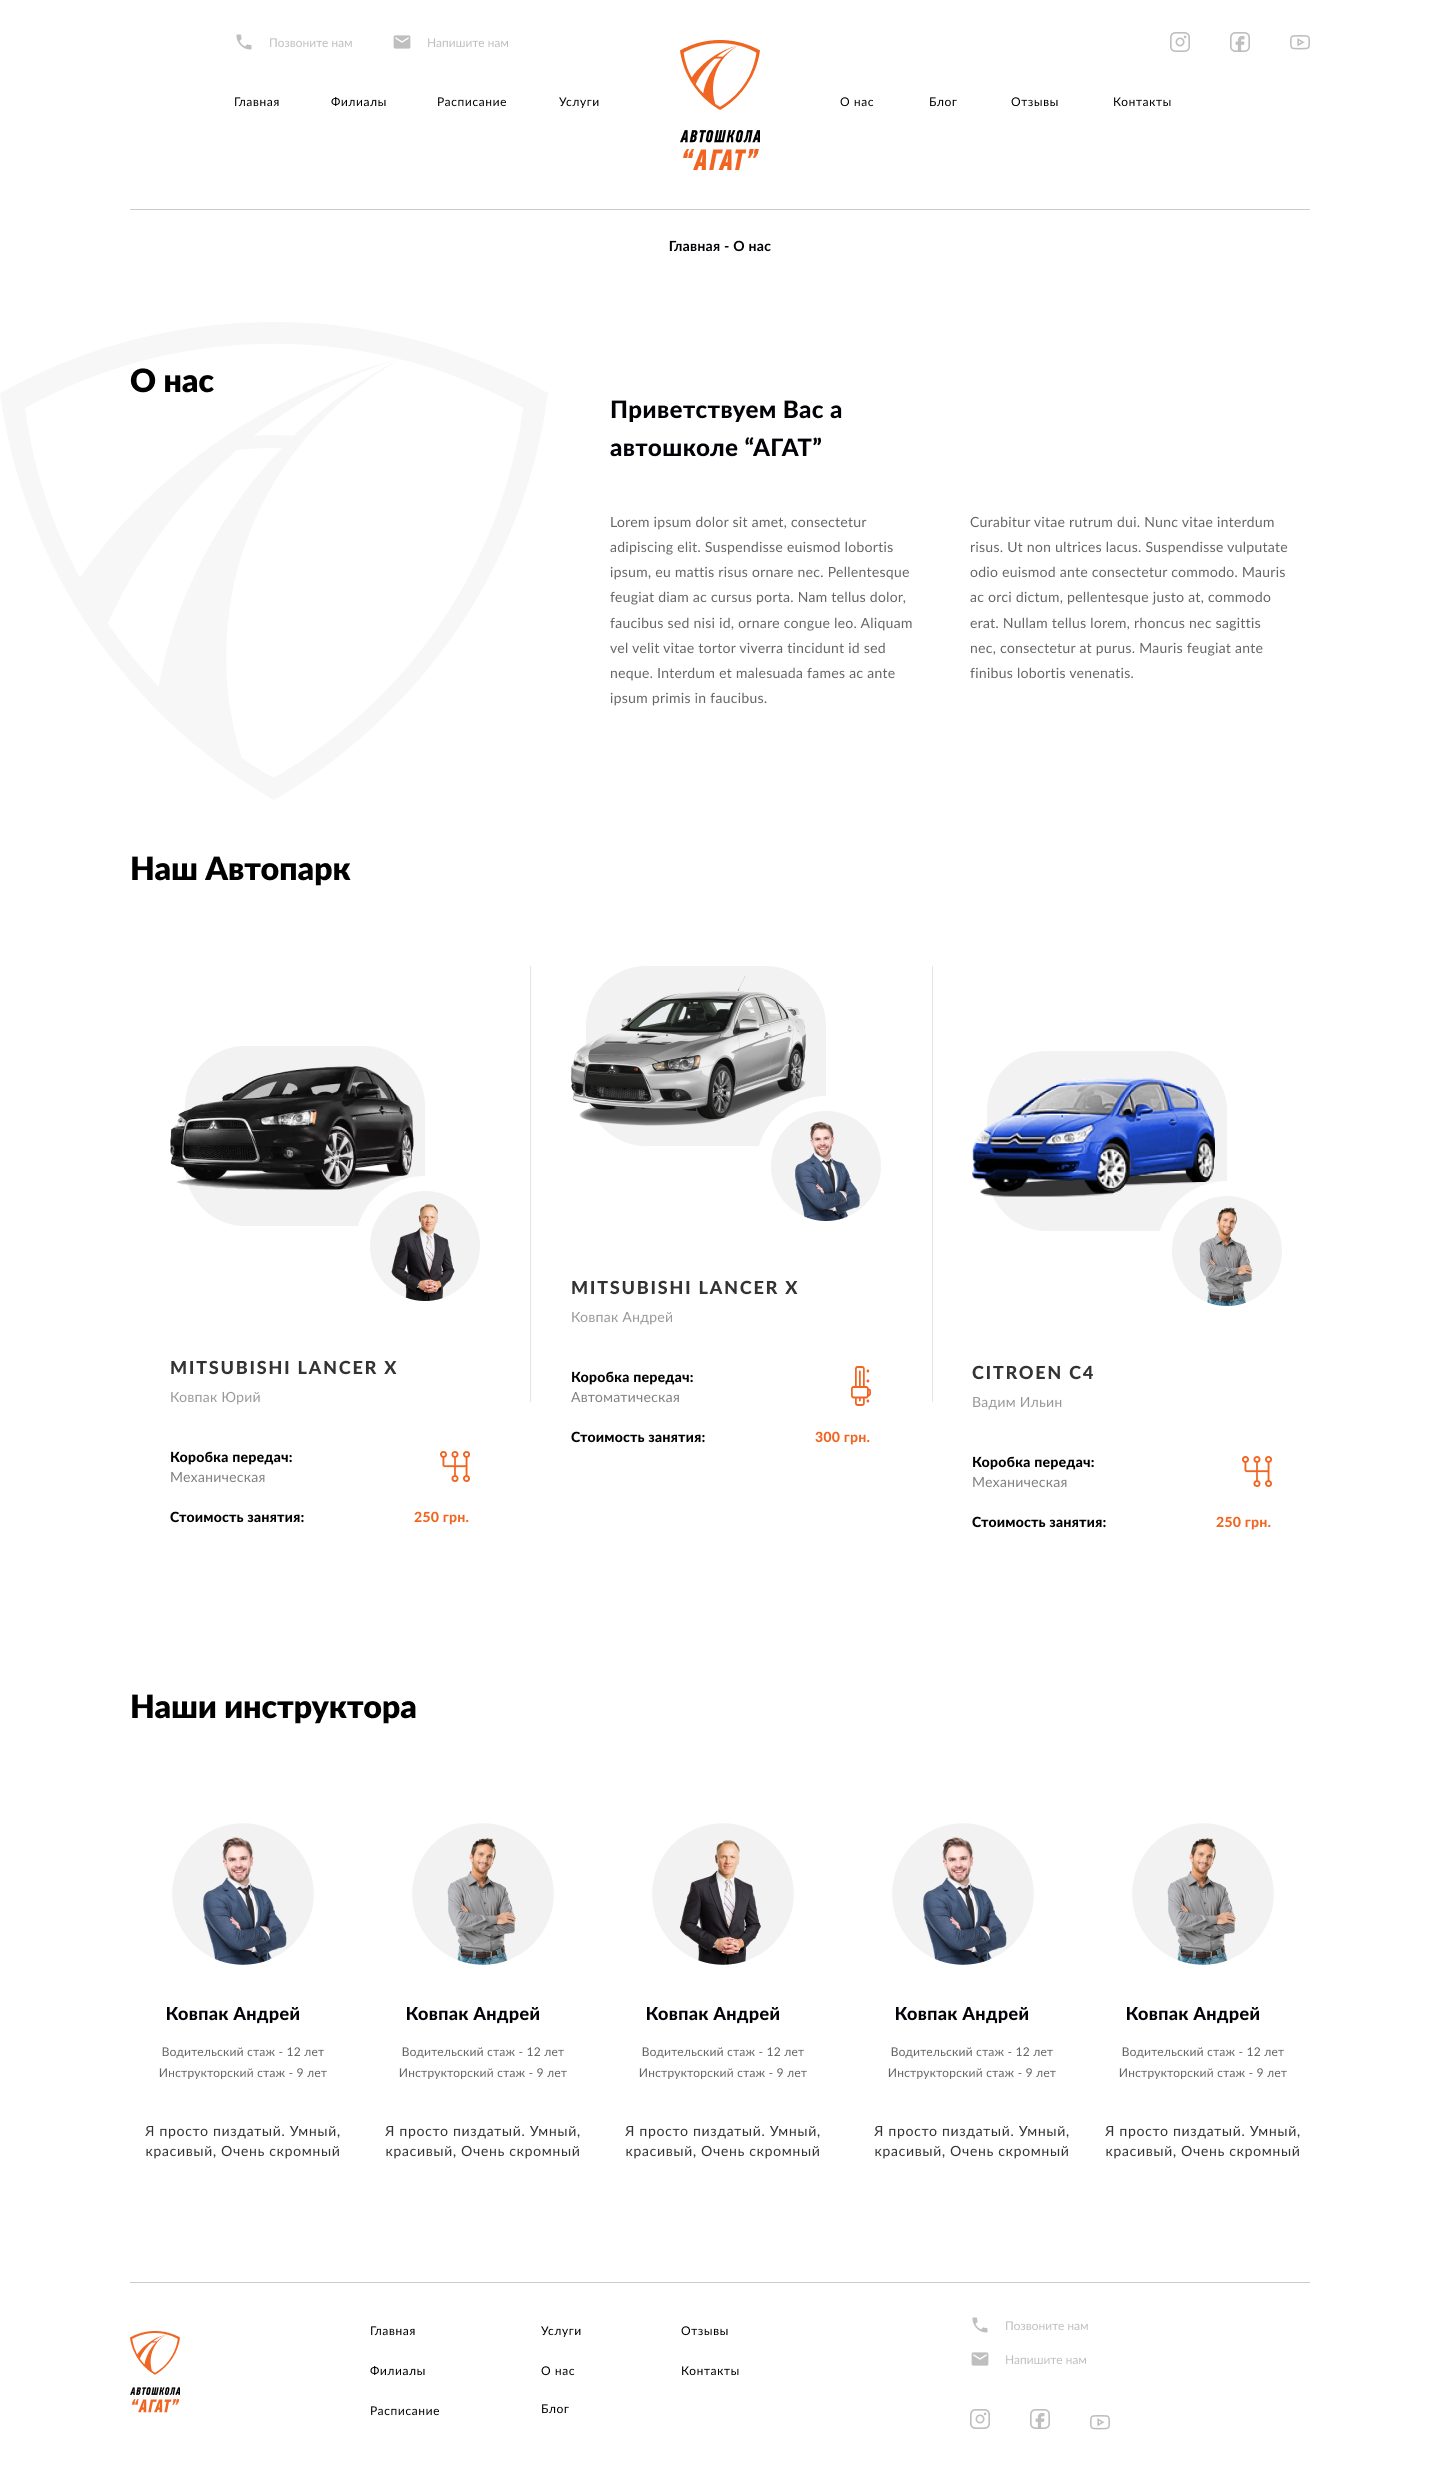 Позвоните нам
Напишите нам
Главная
Филиалы
Расписание
Услуги
АВТОШКОЛА
“АГАТ”
О нас
Блог
Отзывы
Контакты
Главная - О нас
О нас
Приветствуем Вас а
автошколе “АГАТ”
Lorem ipsum dolor sit amet, consectetur
adipiscing elit. Suspendisse euismod lobortis
ipsum, eu mattis risus ornare nec. Pellentesque
feugiat diam ac cursus porta. Nam tellus dolor,
faucibus sed nisi id, ornare congue leo. Aliquam
vel velit vitae tortor viverra tincidunt id sed
neque. Interdum et malesuada fames ac ante
ipsum primis in faucibus.
Curabitur vitae rutrum dui. Nunc vitae interdum
risus. Ut non ultrices lacus. Suspendisse vulputate
odio euismod ante consectetur commodo. Mauris
ac orci dictum, pellentesque justo at, commodo
erat. Nullam tellus lorem, rhoncus nec sagittis
nec, consectetur at purus. Mauris feugiat ante
finibus lobortis venenatis.
Наш Автопарк
MITSUBISHI LANCER X
Ковпак Юрий
Коробка передач:
Механическая
Стоимость занятия:
250 грн.
MITSUBISHI LANCER X
Ковпак Андрей
Коробка передач:
Автоматическая
Стоимость занятия:
300 грн.
CITROEN C4
Вадим Ильин
Коробка передач:
Механическая
Стоимость занятия:
250 грн.
Наши инструктора
Ковпак Андрей
Водительский стаж - 12 лет
Инструкторский стаж - 9 лет
Я просто пиздатый. Умный,
красивый, Очень скромный
Ковпак Андрей
Водительский стаж - 12 лет
Инструкторский стаж - 9 лет
Я просто пиздатый. Умный,
красивый, Очень скромный
Ковпак Андрей
Водительский стаж - 12 лет
Инструкторский стаж - 9 лет
Я просто пиздатый. Умный,
красивый, Очень скромный
Ковпак Андрей
Водительский стаж - 12 лет
Инструкторский стаж - 9 лет
Я просто пиздатый. Умный,
красивый, Очень скромный
Ковпак Андрей
Водительский стаж - 12 лет
Инструкторский стаж - 9 лет
Я просто пиздатый. Умный,
красивый, Очень скромный
АВТОШКОЛА
“АГАТ”
Главная
Филиалы
Расписание
Услуги
О нас
Блог
Отзывы
Контакты
Позвоните нам
Напишите нам